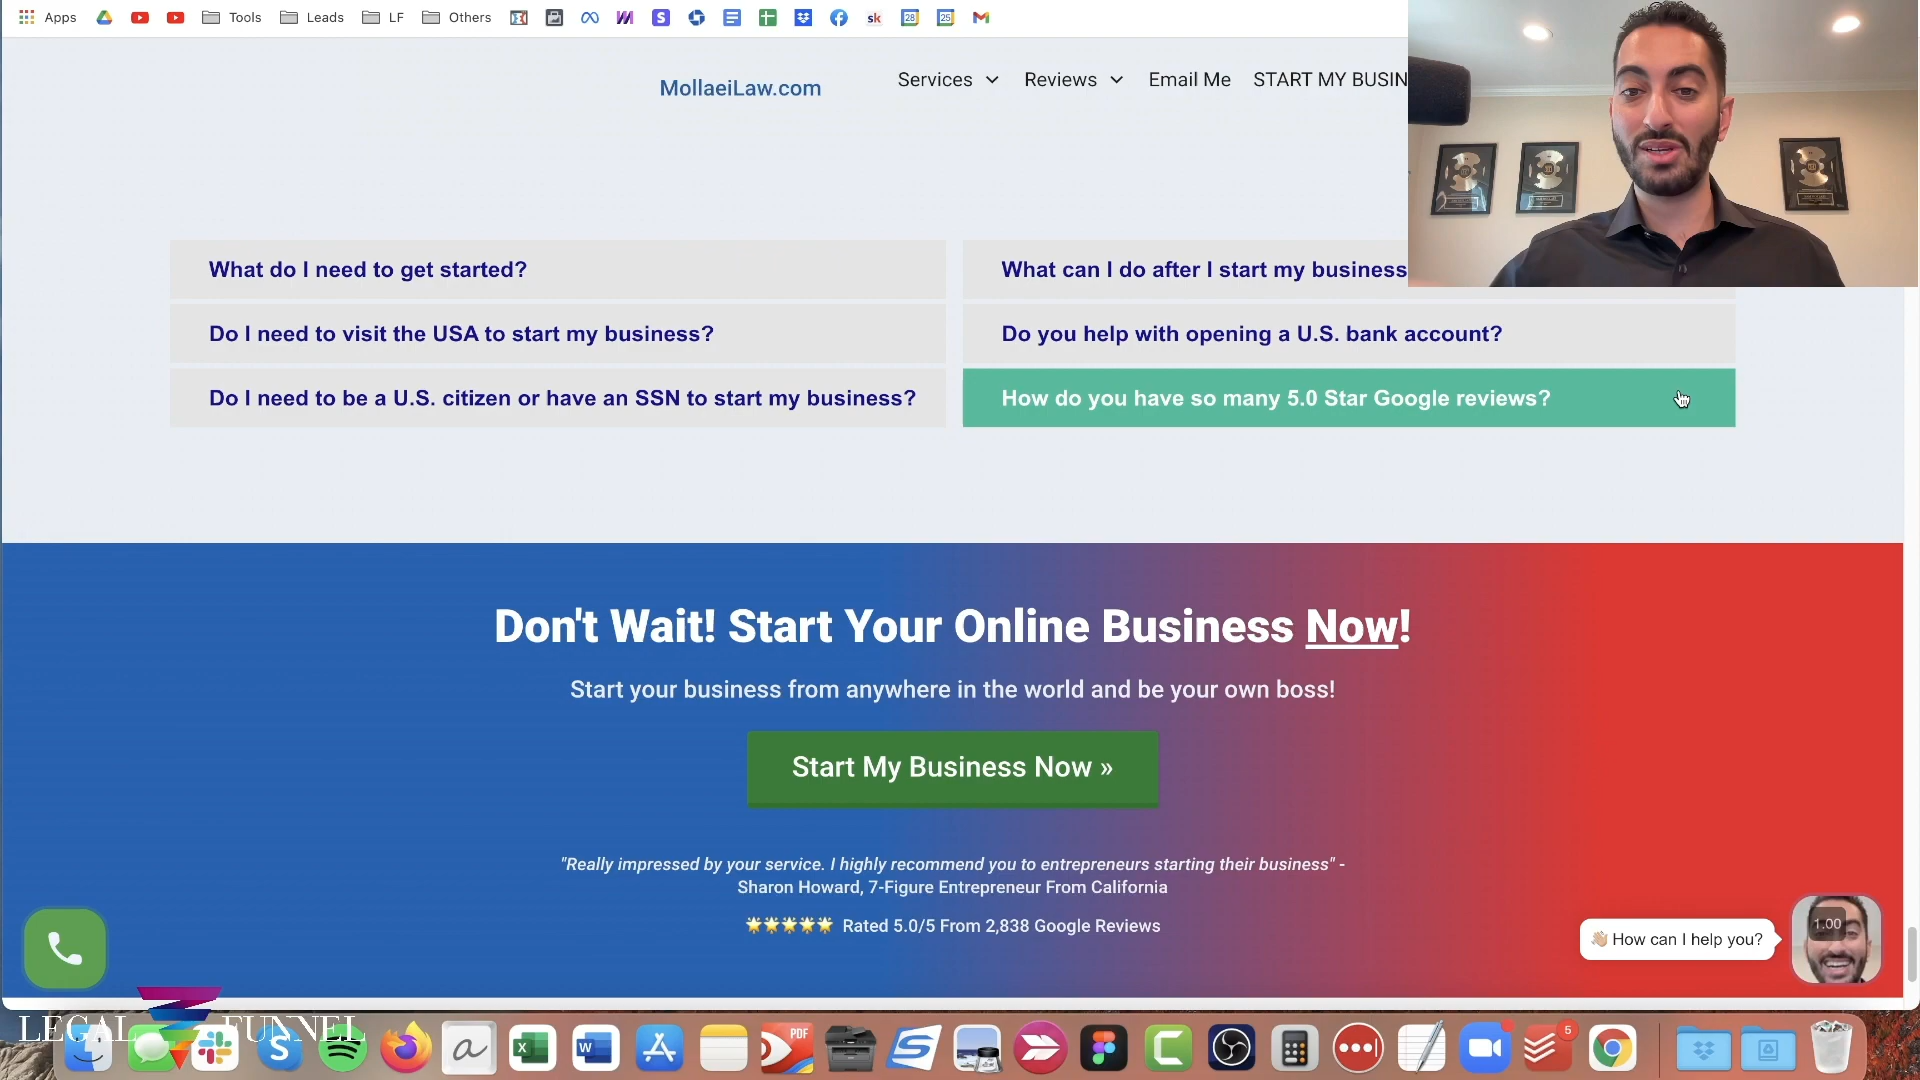 Apps
Tools
Leads
LF
Others
S
sk
28
25
MollaeiLaw.com
Services
Reviews
Email Me
START MY BUSIN
What do I need to get started?
What can I do after I start my business
Do I need to visit the USA to start my business?
Do you help with opening a U.S. bank account?
Do I need to be a U.S. citizen or have an SSN to start my business?
How do you have so many 5.0 Star Google reviews?
Don't Wait! Start Your Online Business Now!
Start your business from anywhere in the world and be your own boss!
Start My Business Now »
"Really impressed by your service. I highly recommend you to entrepreneurs starting their business" -
Sharon Howard, 7-Figure Entrepreneur From California
Rated 5.0/5 From 2,838 Google Reviews
👋🏼 How can I help you?
1.00
LEGAL FUNNEL
S
a
X
W
PDF
S
C
5